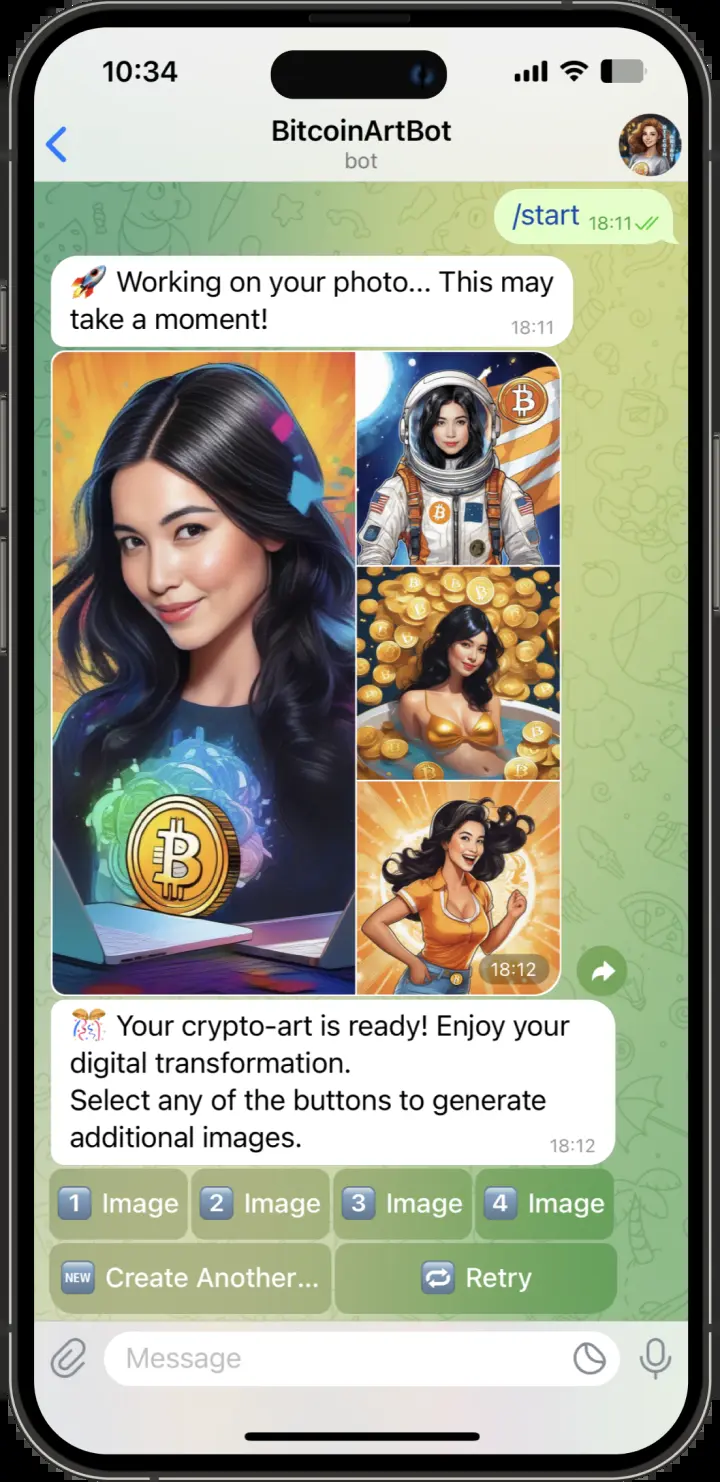 10:34
BitcoinArtBot
bot
/start 18:11
🚀 Working on your photo... This may
take a moment!
18:11
18:12
🎊 Your crypto-art is ready! Enjoy your
digital transformation.
Select any of the buttons to generate
additional images.
18:12
1 Image
2 Image
3 Image
4 Image
NEW Create Another...
Retry
Message